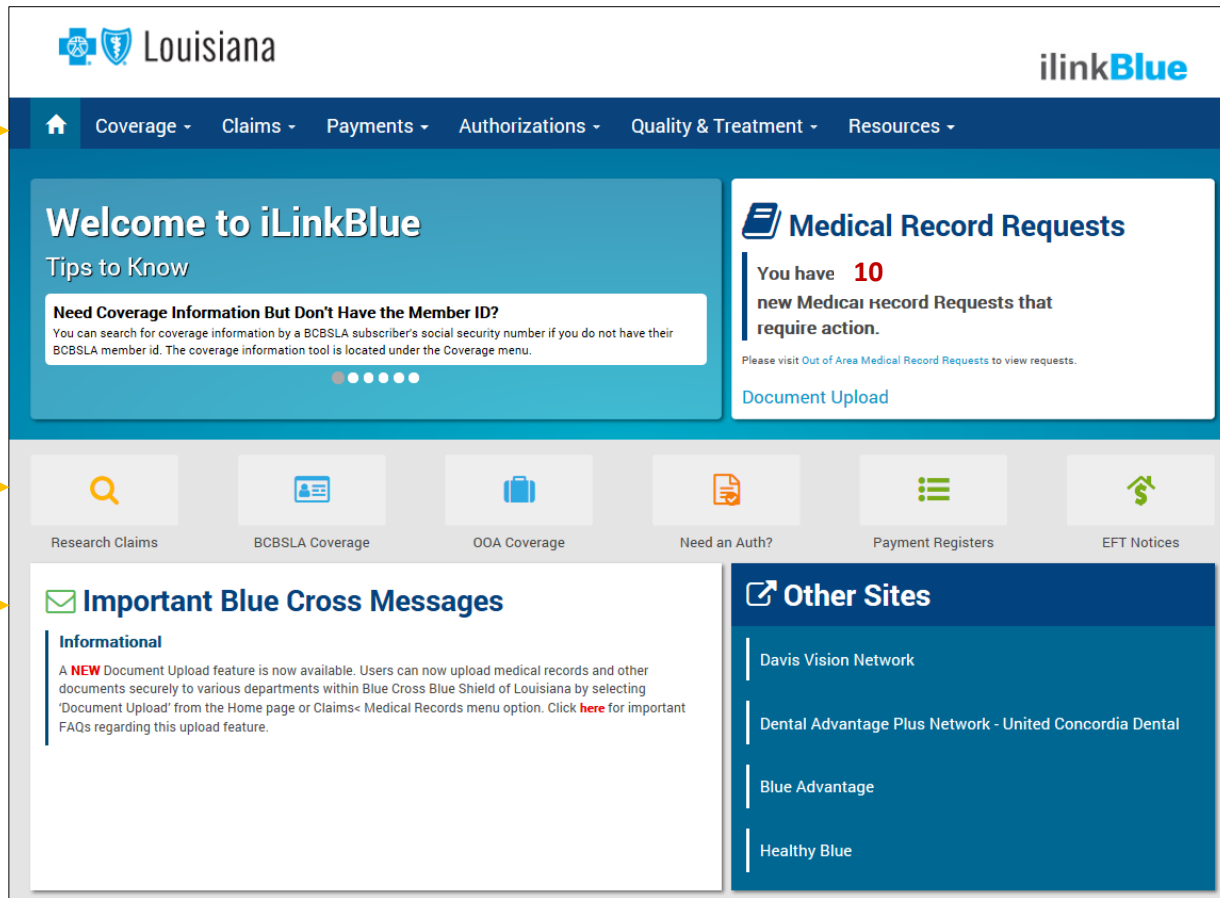 Louisiana
ilinkBlue
Coverage
Claims
Payments
Authorizations
Quality & Treatment
Resources
Welcome to iLinkBlue
Tips to Know
Need Coverage Information But Don't Have the Member ID?
You can search for coverage information by a BCBSLA subscriber's social security number if you do not have their
BCBSLA member id. The coverage information tool is located under the Coverage menu.
Medical Record Requests
You have 10
new Medical Record Requests that
require action.
Please visit Out of Area Medical Record Requests to view requests.
Document Upload
Research Claims
BCBSLA Coverage
OOA Coverage
Need an Auth?
Payment Registers
EFT Notices
Important Blue Cross Messages
Informational
A NEW Document Upload feature is now available. Users can now upload medical records and other
documents securely to various departments within Blue Cross Blue Shield of Louisiana by selecting
‘Document Upload’ from the Home page or Claims< Medical Records menu option. Click here for important
FAQs regarding this upload feature.
Other Sites
Davis Vision Network
Dental Advantage Plus Network - United Concordia Dental
Blue Advantage
Healthy Blue